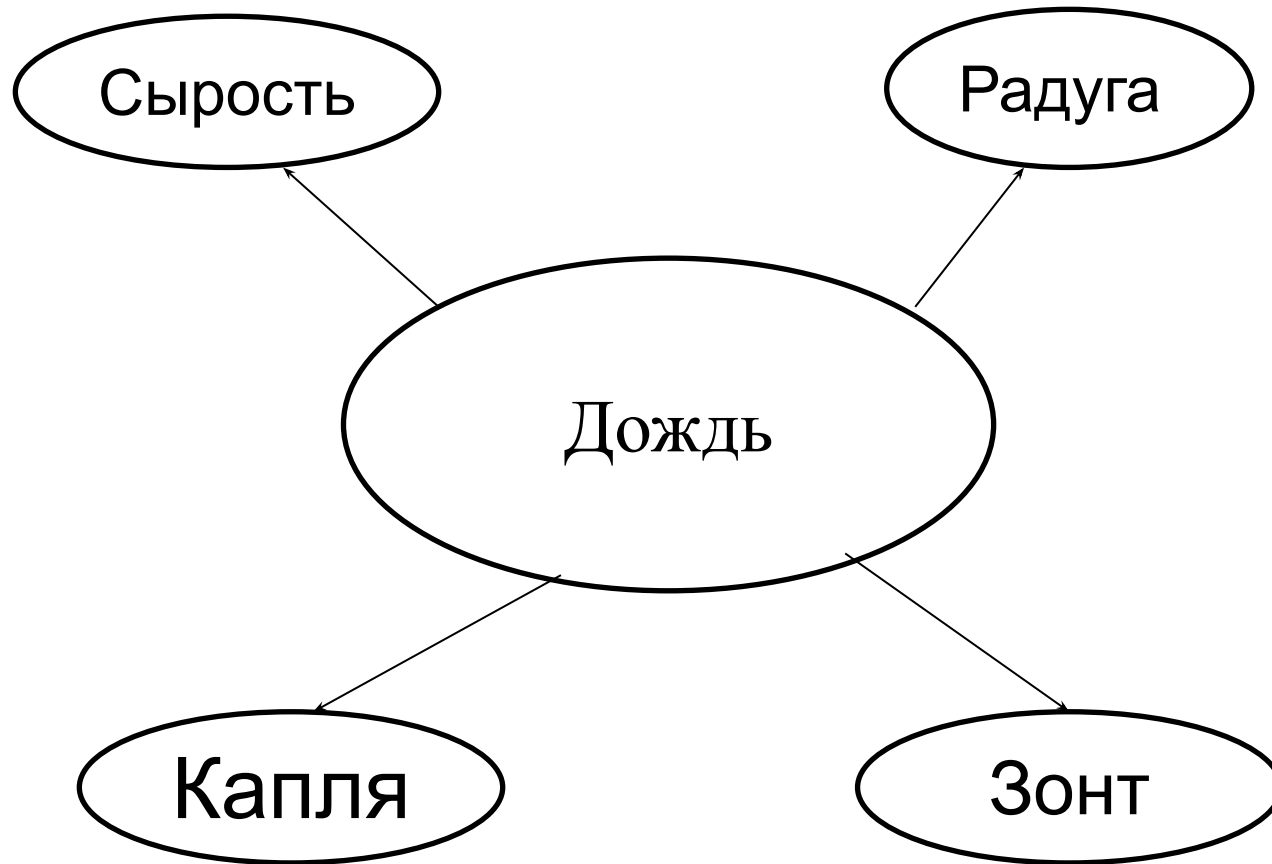 Сырость
Радуга
Дождь
Капля
Зонт